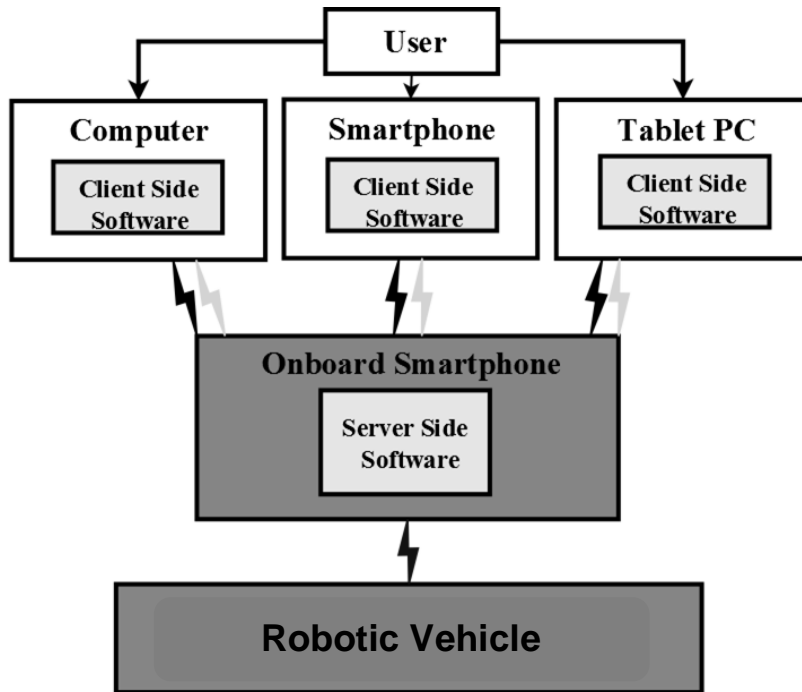 User
Computer
Client Side
Software
Smartphone
Client Side
Software
Tablet PC
Client Side
Software
Onboard Smartphone
Server Side
Software
Robotic Vehicle